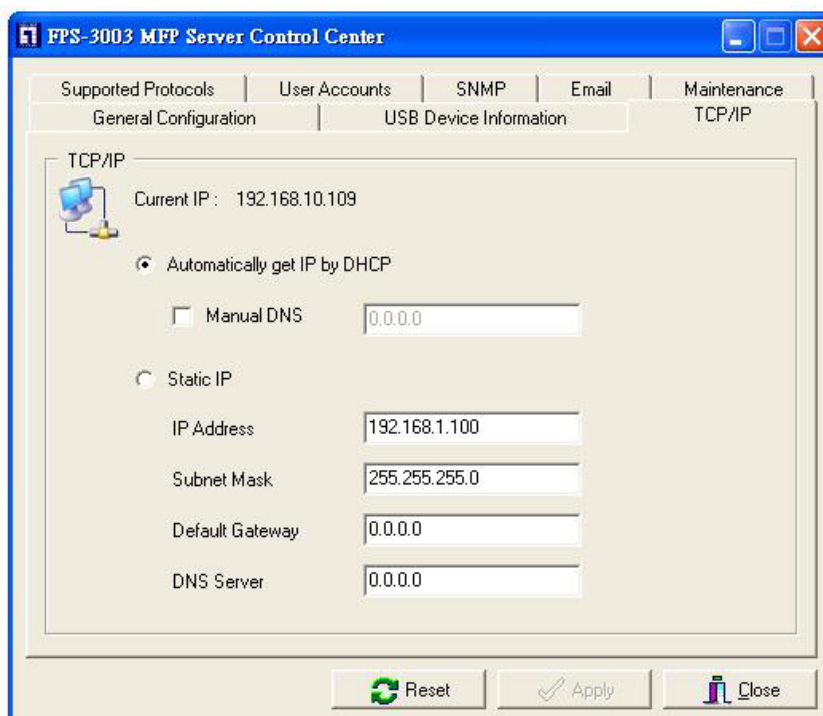 FPS-3003 MFP Server Control Center
Supported Protocols User Accounts SNMP Email Maintenance
General Configuration USB Device Information TCP/IP
TCP/IP
Current IP : 192.168.10.109
Automatically get IP by DHCP
Manual DNS 0.0.0.0
Static IP
IP Address 192.168.1.100
Subnet Mask 255.255.255.0
Default Gateway 0.0.0.0
DNS Server 0.0.0.0
Reset Apply Close